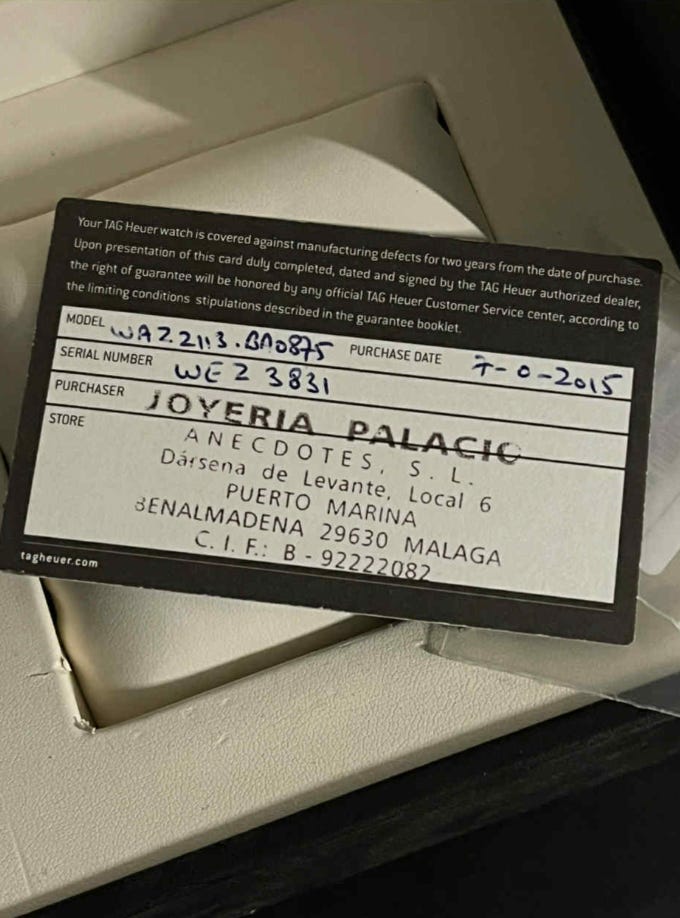 Your TAG Heuer watch is covered against manufacturing defects for two years from the date of purchase.
Upon presentation of this card duly completed, dated and signed by the TAG Heuer authorized dealer,
the right of guarantee will be honored by any official TAG Heuer Customer Service center, according to
the limiting conditions stipulations described in the guarantee booklet.
MODEL WAZ2113.BA0875 PURCHASE DATE 7-0-2015
SERIAL NUMBER WEZ3831
PURCHASER JOYERIA PALACIO
STORE ANECDOTES, S. L.
Dársena de Levante, Local 6
PUERTO MARINA
BENALMADENA 29630 MALAGA
C. I. F.: B - 92222082
tagheuer.com